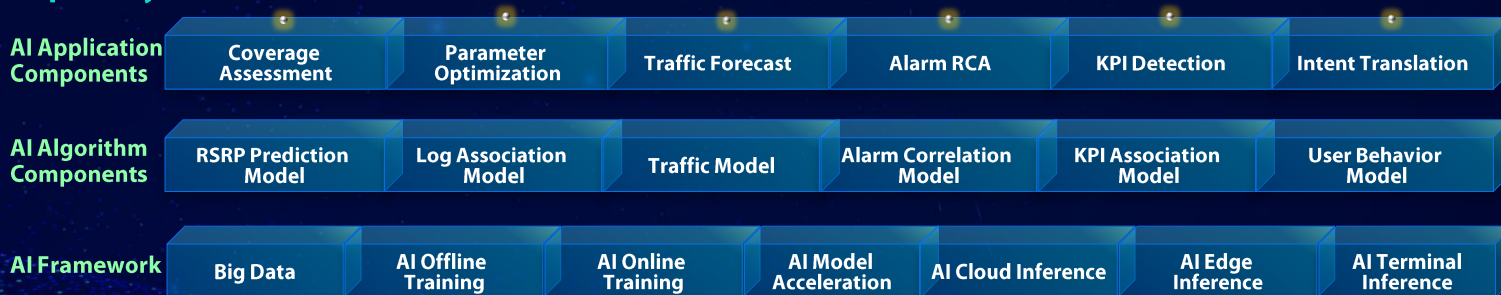 AI Application
Components
Coverage
Assessment
Parameter
Optimization
Traffic Forecast
Alarm RCA
KPI Detection
Intent Translation
AI Algorithm
Components
RSRP Prediction
Model
Log Association
Model
Traffic Model
Alarm Correlation
Model
KPI Association
Model
User Behavior
Model
AI Framework
Big Data
AI Offline
Training
AI Online
Training
AI Model
Acceleration
AI Cloud Inference
AI Edge
Inference
AI Terminal
Inference